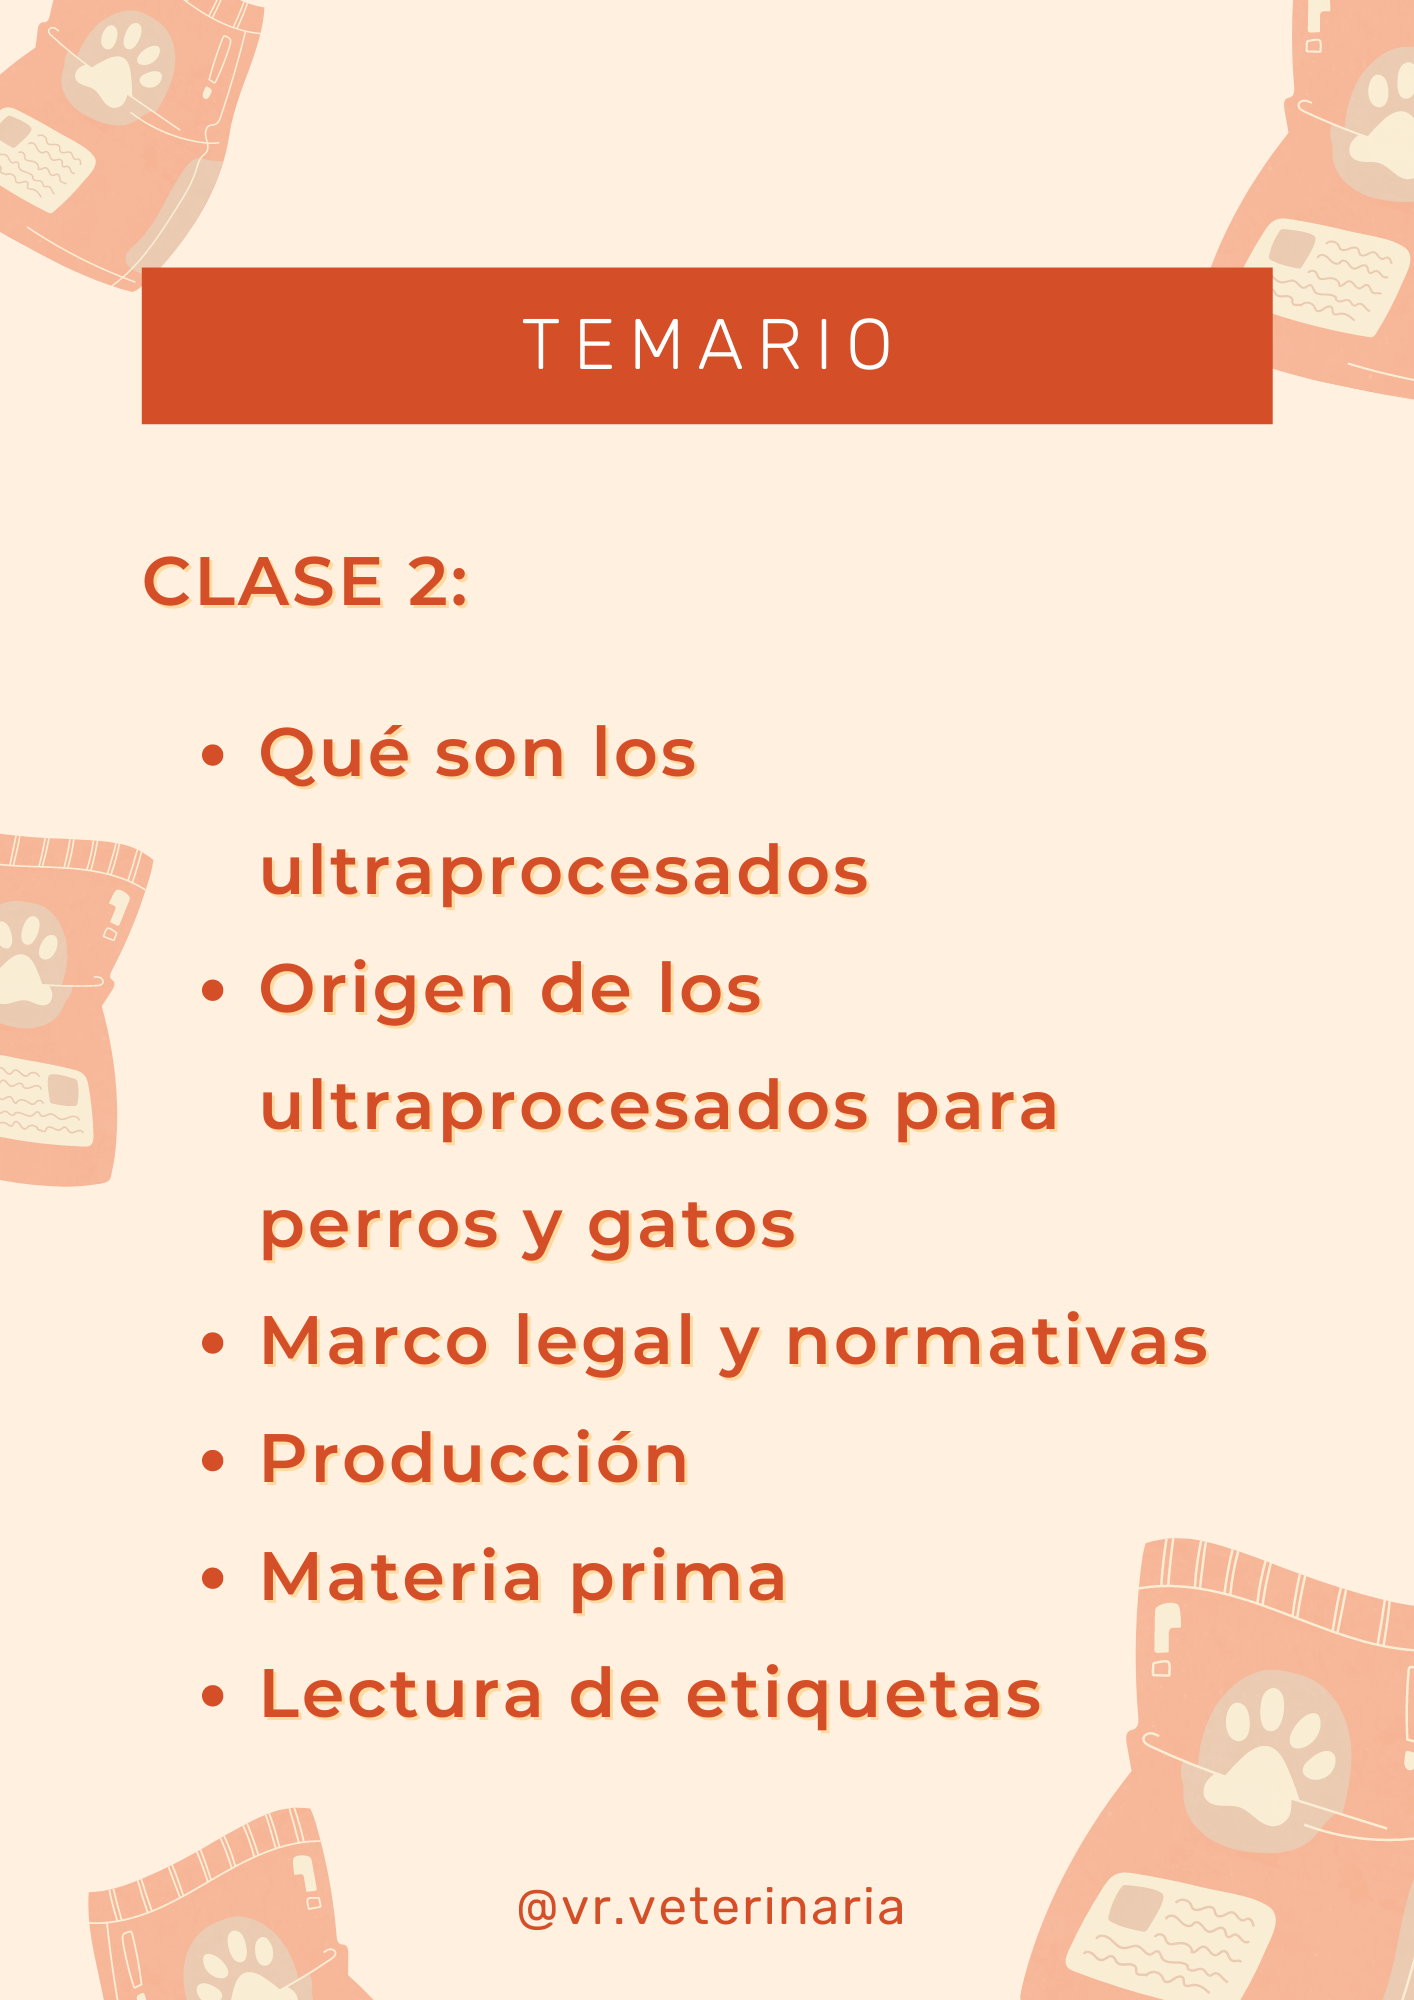 TEMARIO
CLASE 2:
• Qué son los
ultraprocesados
• Origen de los
ultraprocesados para
perros y gatos
• Marco legal y normativas
• Producción
• Materia prima
• Lectura de etiquetas
@vr.veterinaria